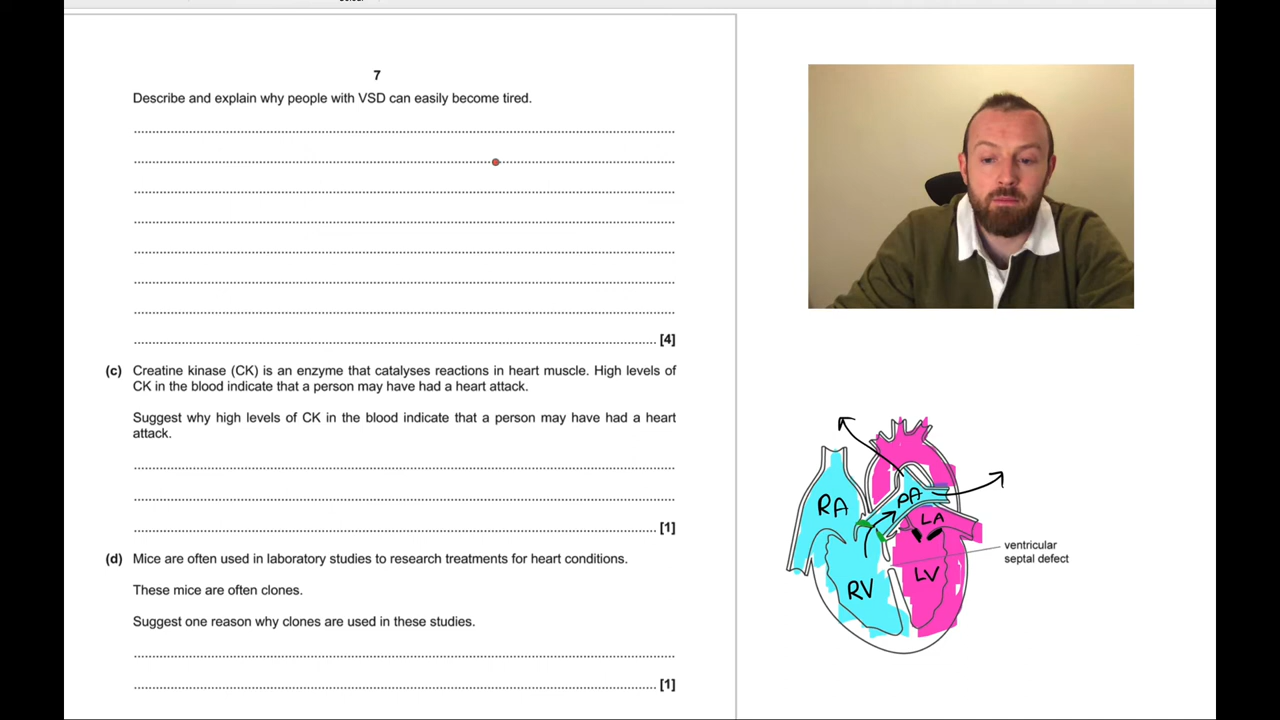 7
Describe and explain why people with VSD can easily become tired.
[4]
(c) Creatine kinase (CK) is an enzyme that catalyses reactions in heart muscle. High levels of
CK in the blood indicate that a person may have had a heart attack.
Suggest why high levels of CK in the blood indicate that a person may have had a heart
attack.
[1]
(d) Mice are often used in laboratory studies to research treatments for heart conditions.
These mice are often clones.
Suggest one reason why clones are used in these studies.
[1]
RA
PA
LA
RV
LV
ventricular
septal defect